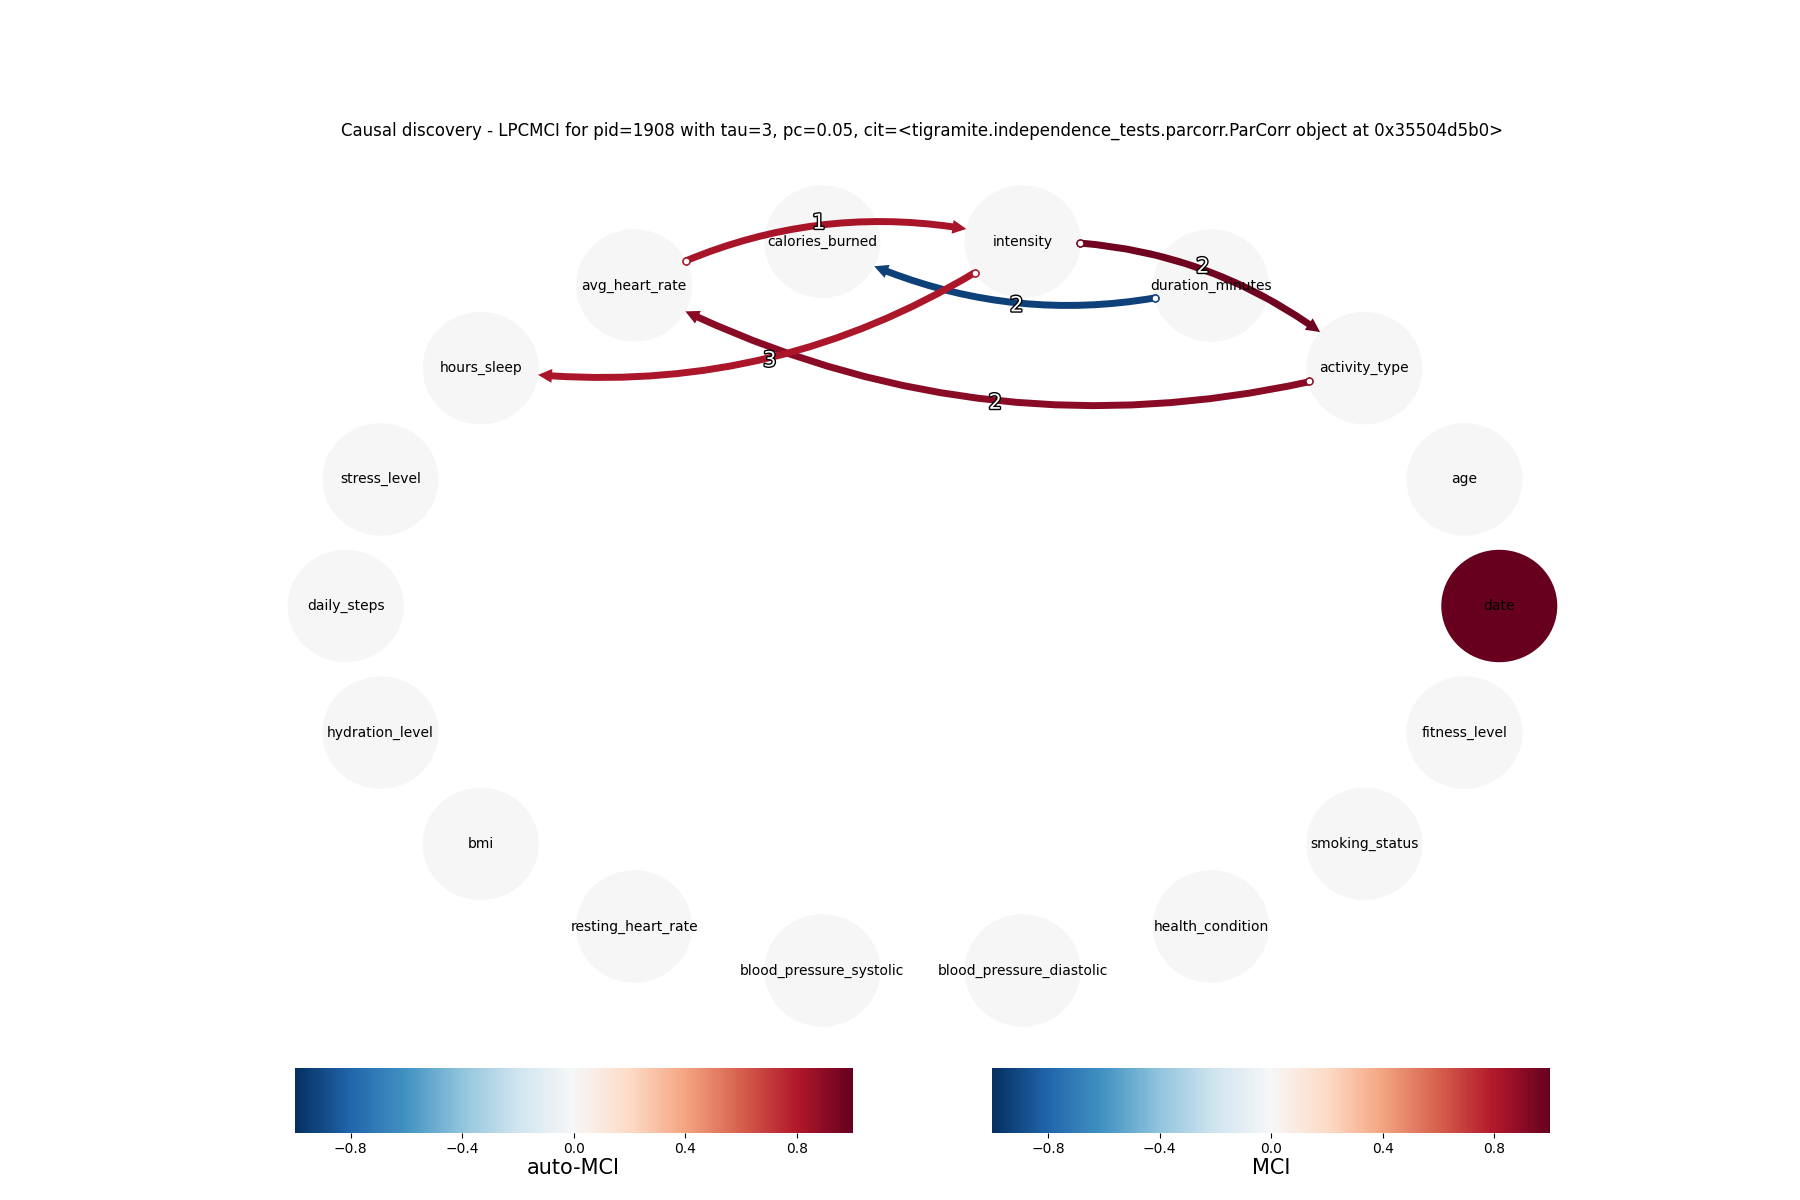 Causal discovery - LPCMCI for pid=1908 with tau=3, pc=0.05, cit=<tigramite.independence_tests.parcorr.ParCorr object at 0x35504d5b0>
1
calories_burned
intensity
2
avg_heart_rate
duration_minutes
2
3
hours_sleep
activity_type
2
stress_level
age
daily_steps
date
hydration_level
fitness_level
bmi
smoking_status
resting_heart_rate
health_condition
blood_pressure_systolic
blood_pressure_diastolic
−0.8 −0.4 0.0 0.4 0.8
auto-MCI
−0.8 −0.4 0.0 0.4 0.8
MCI